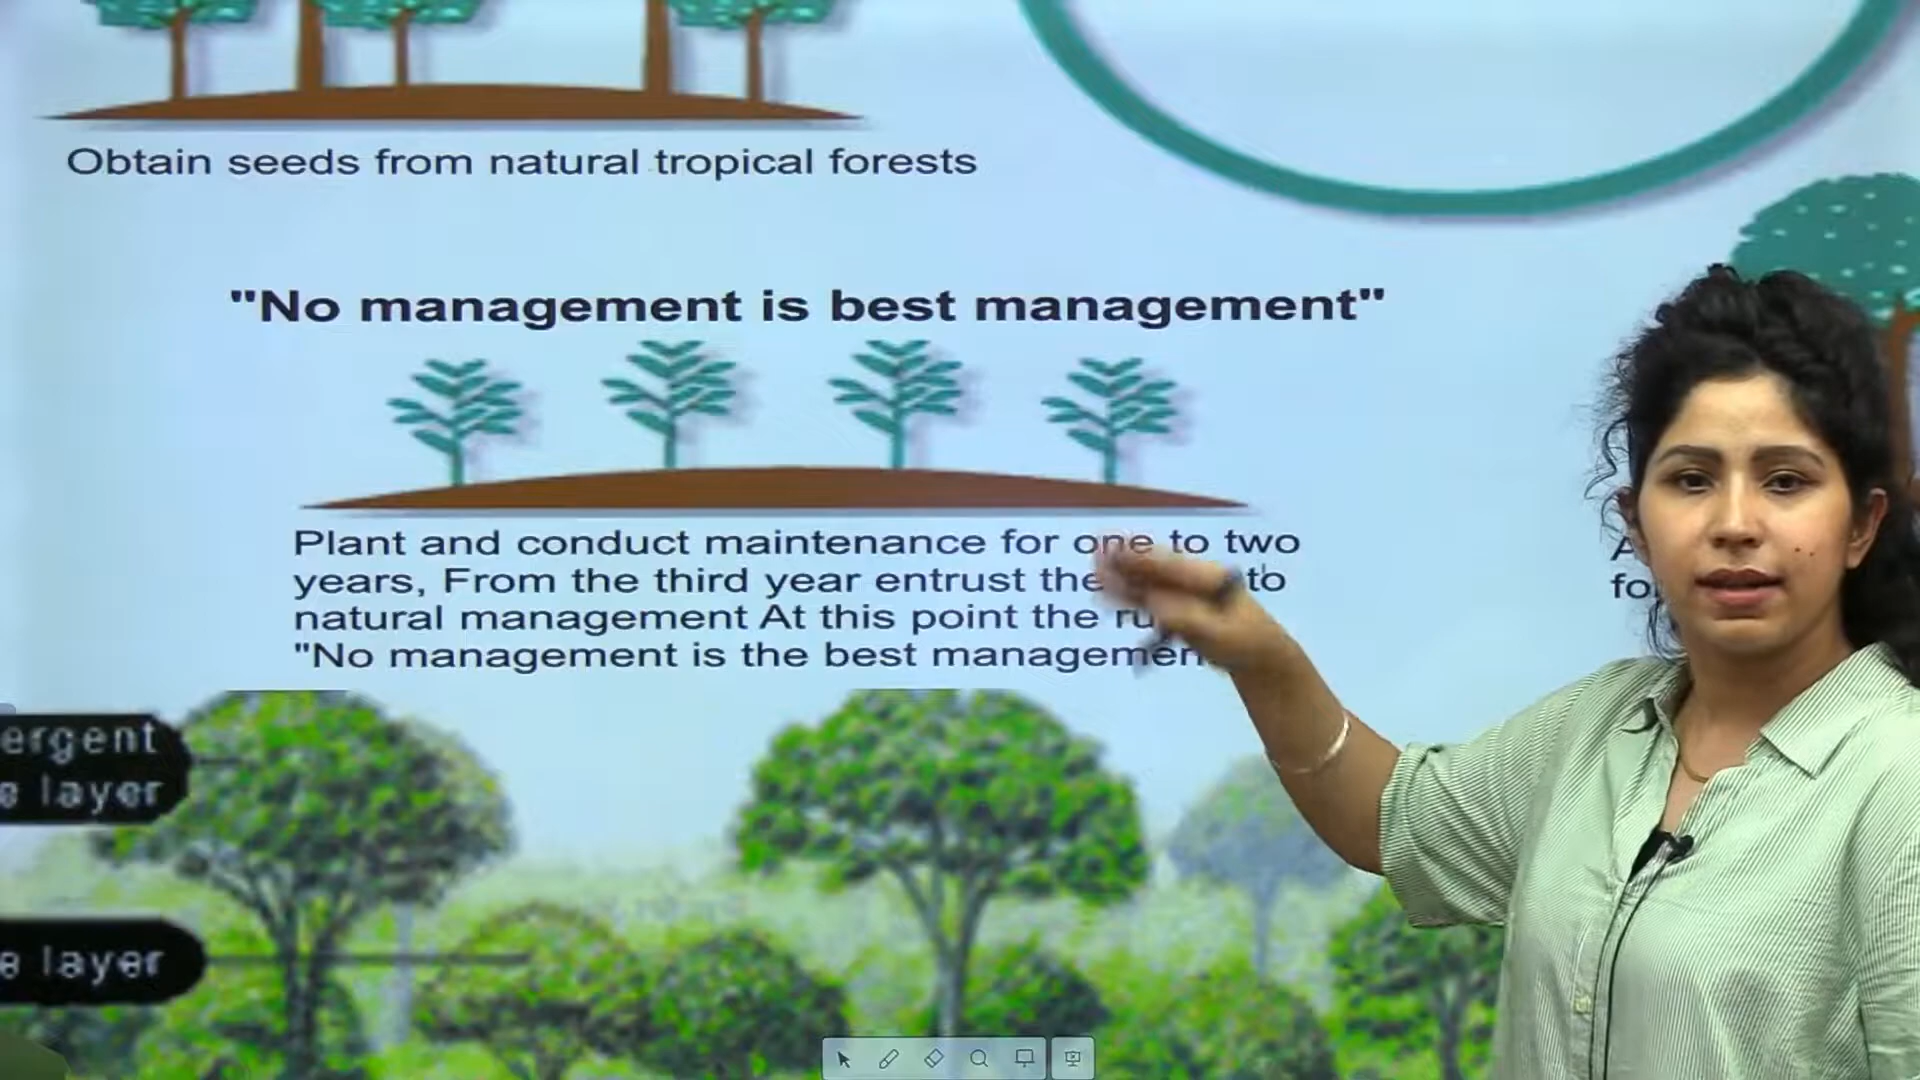 Obtain seeds from natural tropical forests
"No management is best management"
Plant and conduct maintenance for one to two
years, From the third year entrust the to
natural management At this point the
"No management is the best
ergent
layer
layer